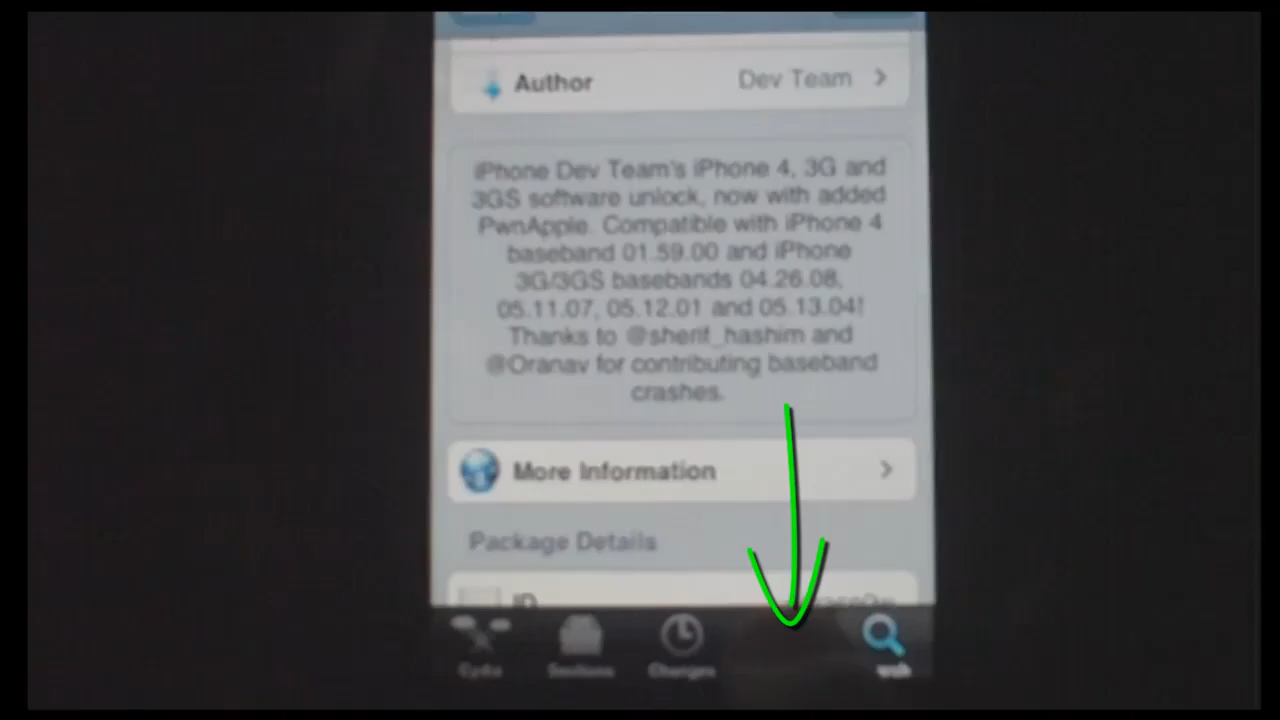 Author Dev Team
iPhone Dev Team's iPhone 4, 3G and
3GS software unlock, now with added
PwnApple. Compatible with iPhone 4
baseband 01.59.00 and iPhone
3G/3GS basebands 04.26.08,
05.11.07, 05.12.01 and 05.13.04!
Thanks to @sherif_hashim and
@Oranav for contributing baseband
crashes.
More Information
Package Details
ID
Cydia Sections Changes